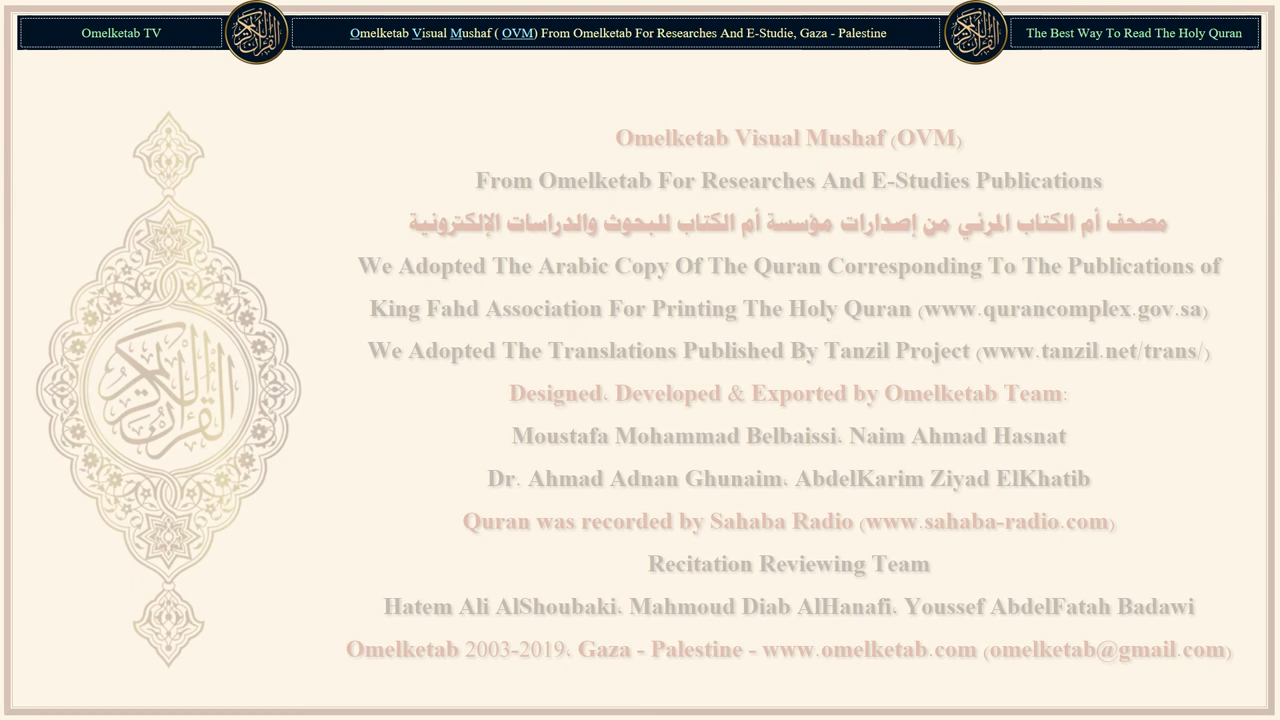 Omelketab TV
Omelketab Visual Mushaf ( OVM) From Omelketab For Researches And E-Studie, Gaza - Palestine
The Best Way To Read The Holy Quran
Omelketab Visual Mushaf (OVM)
From Omelketab For Researches And E-Studies Publications
مصحف أم الكتاب المرئي من إصدارات مؤسسة أم الكتاب للبحوث والدراسات الإلكترونية
We Adopted The Arabic Copy Of The Quran Corresponding To The Publications of
King Fahd Association For Printing The Holy Quran (www.qurancomplex.gov.sa)
We Adopted The Translations Published By Tanzil Project (www.tanzil.net/trans/)
Designed, Developed & Exported by Omelketab Team:
Moustafa Mohammad Belbaissi, Naim Ahmad Hasnat
Dr. Ahmad Adnan Ghunaim, AbdelKarim Ziyad ElKhatib
Quran was recorded by Sahaba Radio (www.sahaba-radio.com)
Recitation Reviewing Team
Hatem Ali AlShoubaki, Mahmoud Diab AlHanafi, Youssef AbdelFatah Badawi
Omelketab 2003-2019, Gaza - Palestine - www.omelketab.com (omelketab@gmail.com)
القرآن الكريم